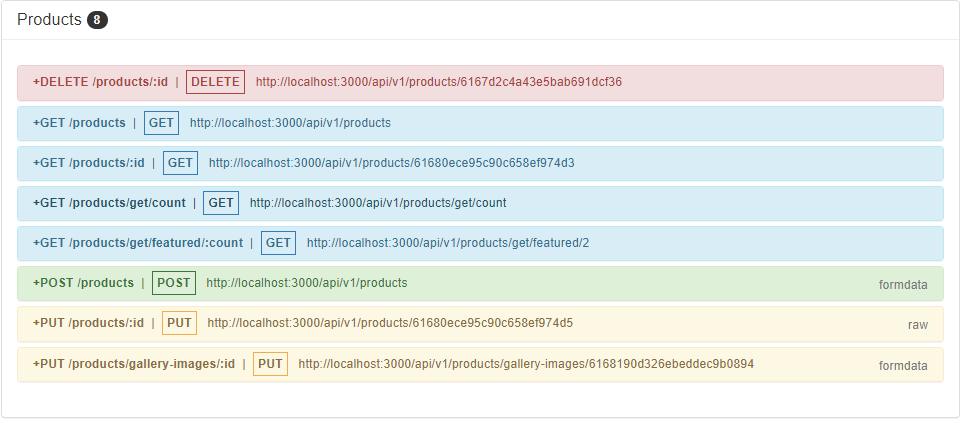 Products 8
+DELETE /products/:id | DELETE http://localhost:3000/api/v1/products/6167d2c4a43e5bab691dcf36
+GET /products | GET http://localhost:3000/api/v1/products
+GET /products/:id | GET http://localhost:3000/api/v1/products/61680ece95c90c658ef974d3
+GET /products/get/count | GET http://localhost:3000/api/v1/products/get/count
+GET /products/get/featured/:count | GET http://localhost:3000/api/v1/products/get/featured/2
+POST /products | POST http://localhost:3000/api/v1/products formdata
+PUT /products/:id | PUT http://localhost:3000/api/v1/products/61680ece95c90c658ef974d5 raw
+PUT /products/gallery-images/:id | PUT http://localhost:3000/api/v1/products/gallery-images/6168190d326ebeddec9b0894 formdata